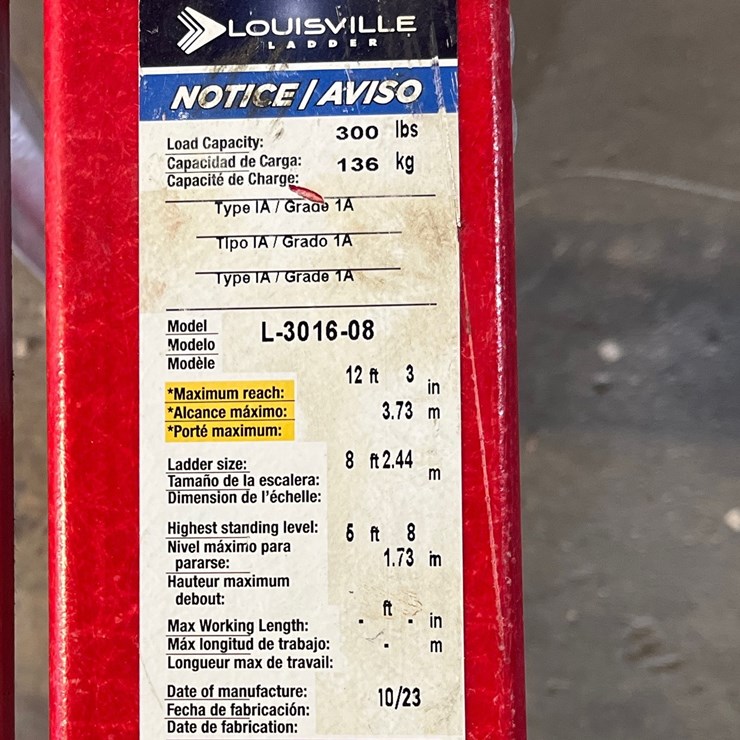 LOUISVILLE
LADDER
NOTICE / AVISO
Load Capacity: 300 lbs
Capacidad de Carga: 136 kg
Capacité de Charge:
Type IA / Grade 1A
Tipo IA / Grado 1A
Type IA / Grade 1A
Model
Modelo L-3016-08
Modèle
12 ft 3 in
*Maximum reach:
*Alcance máximo: 3.73 m
*Porté maximum:
Ladder size: 8 ft 2.44 m
Tamaño de la escalera:
Dimension de l'échelle:
Highest standing level: 5 ft 8
Nivel máximo para
pararse: 1.73 in
Hauteur maximum
debout:
ft
Max Working Length: - - in
Máx longitud de trabajo: - m
Longueur max de travail:
Date of manufacture: 10/23
Fecha de fabricación:
Date de fabrication: